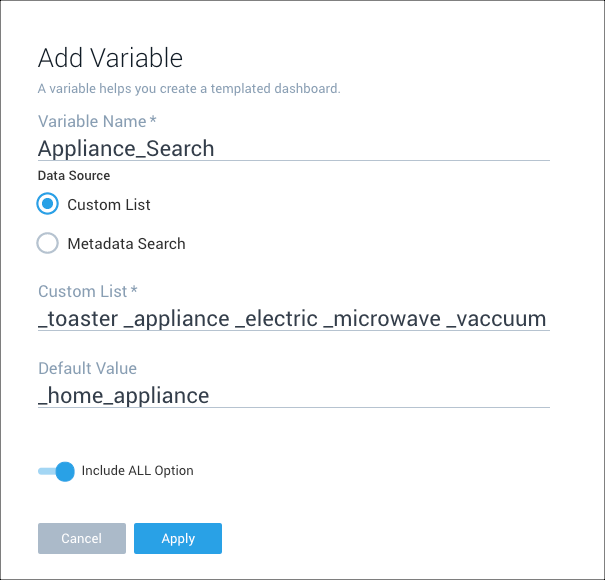 Add Variable
A variable helps you create a templated dashboard.
Variable Name *
Appliance_Search
Data Source
Custom List
Metadata Search
Custom List *
_toaster _appliance _electric _microwave _vaccuum
Default Value
_home_appliance
Include ALL Option
Cancel Apply